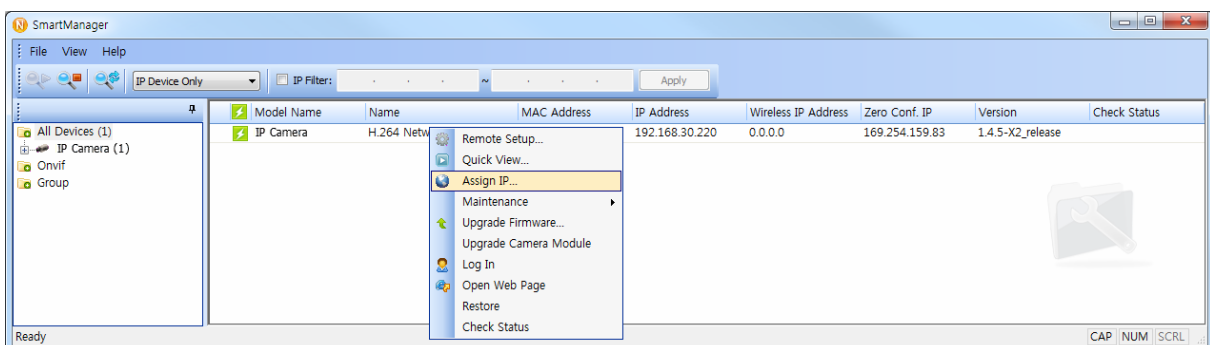 SmartManager
File View Help
IP Device Only IP Filter: . . . ~ . . . Apply
Model Name Name MAC Address IP Address Wireless IP Address Zero Conf. IP Version Check Status
All Devices (1)
IP Camera (1)
Onvif
Group
IP Camera H.264 Netw 192.168.30.220 0.0.0.0 169.254.159.83 1.4.5-X2_release
Remote Setup...
Quick View...
Assign IP...
Maintenance
Upgrade Firmware...
Upgrade Camera Module
Log In
Open Web Page
Restore
Check Status
Ready CAP NUM SCRL